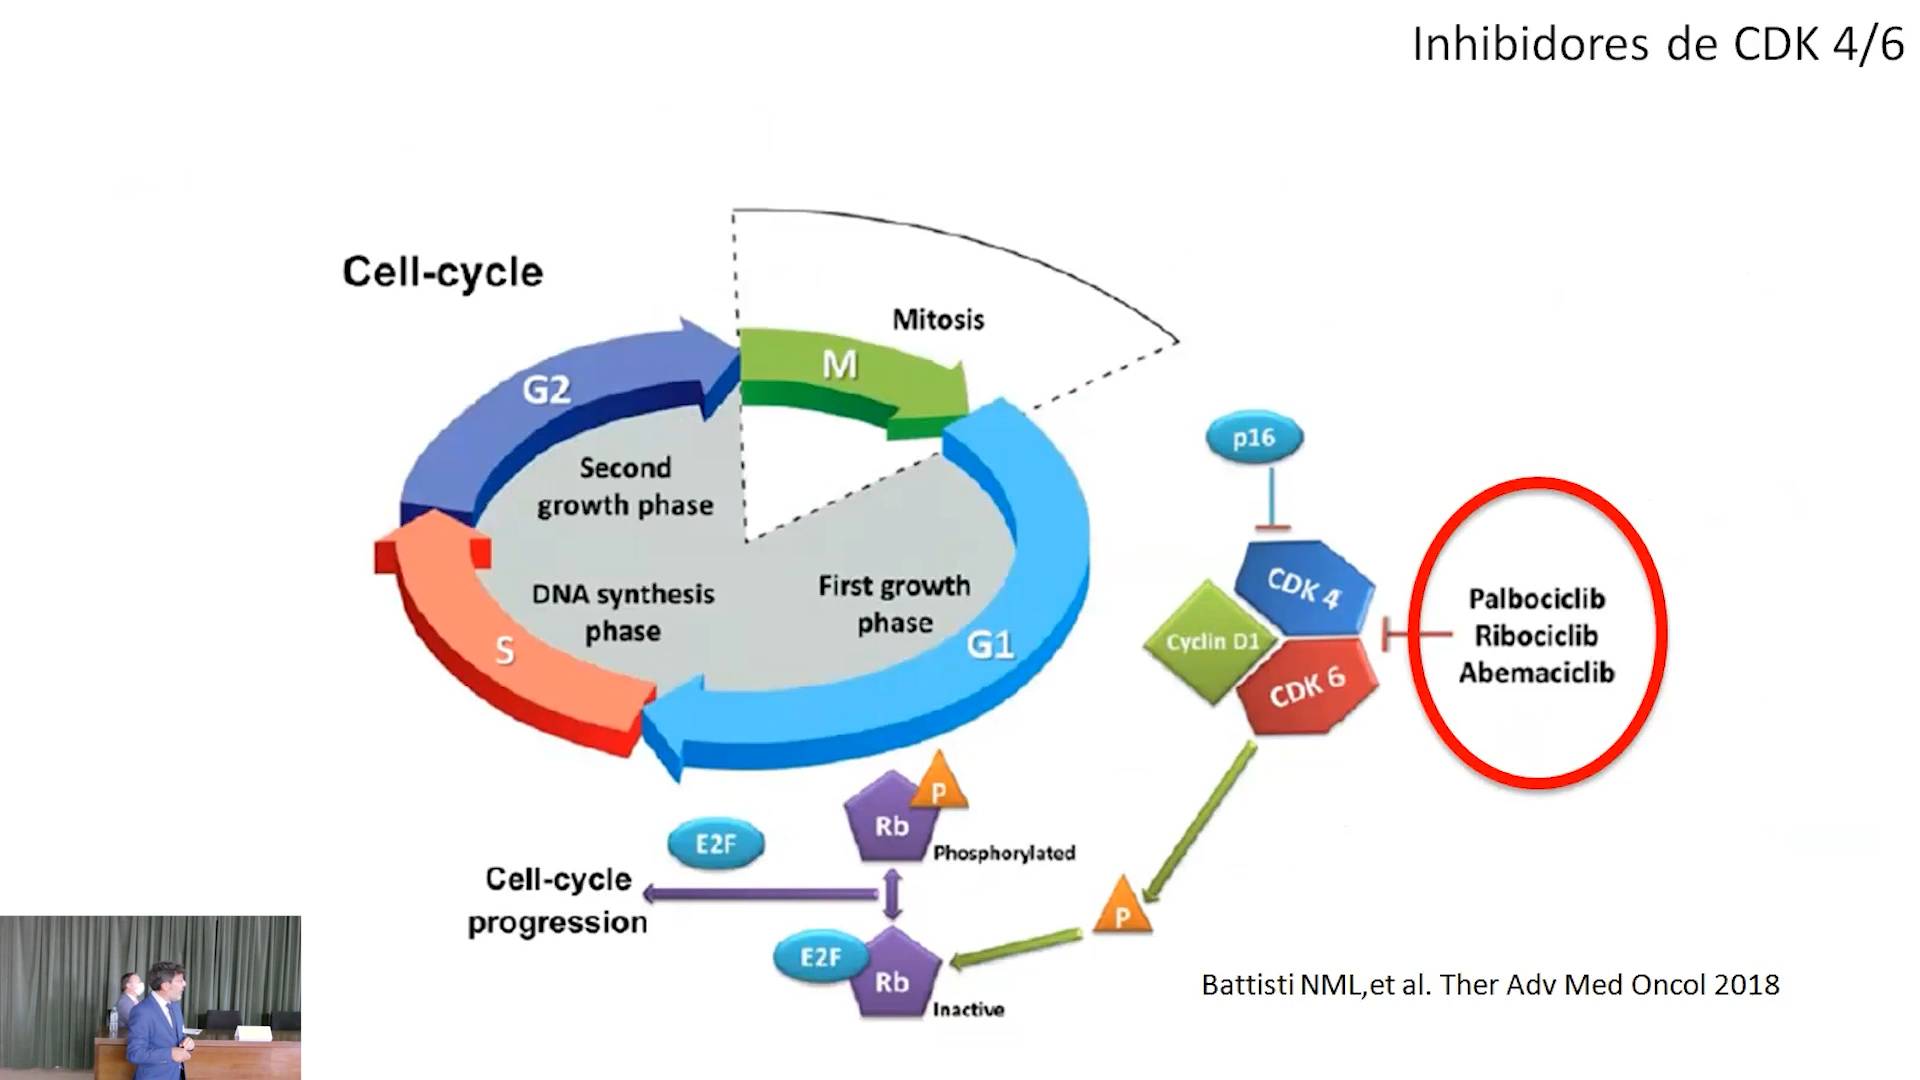 Inhibidores de CDK 4/6
Cell-cycle
Mitosis
M
G2
Second
growth phase
p16
CDK 4
DNA synthesis
phase
First growth
phase
Cyclin D1
Palbociclib
Ribociclib
Abemaciclib
S
G1
CDK 6
P
Rb
E2F
Phosphorylated
Cell-cycle
progression
P
E2F
Rb
Inactive
Battisti NML,et al. Ther Adv Med Oncol 2018